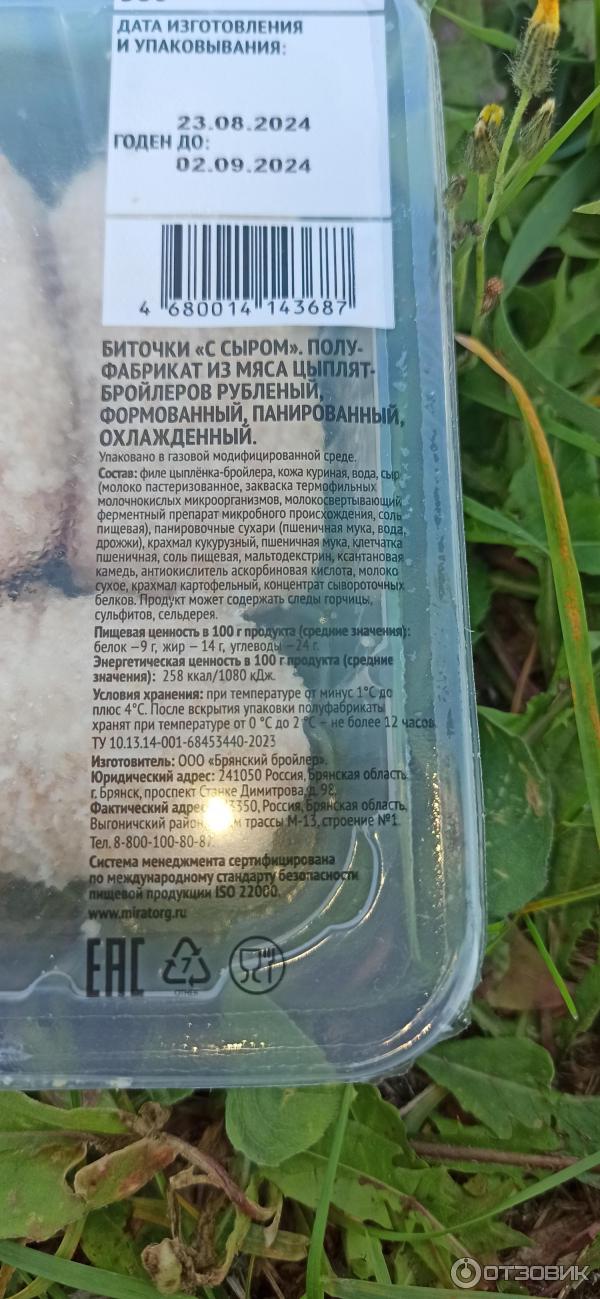 ДАТА ИЗГОТОВЛЕНИЯ
И УПАКОВЫВАНИЯ:
23.08.2024
ГОДЕН ДО:
02.09.2024
4 680014 143687
БИТОЧКИ «С СЫРОМ». ПОЛУ-
ФАБРИКАТ ИЗ МЯСА ЦЫПЛЯТ-
БРОЙЛЕРОВ РУБЛЕНЫЙ,
ФОРМОВАННЫЙ, ПАНИРОВАННЫЙ,
ОХЛАЖДЕННЫЙ.
Упаковано в газовой модифицированной среде.
Состав: филе цыплёнка-бройлера, кожа куриная, вода, сыр
(молоко пастеризованное, закваска термофильных
молочнокислых микроорганизмов, молокосвертывающий
ферментный препарат микробного происхождения, соль
пищевая), панировочные сухари (пшеничная мука, вода,
дрожжи), крахмал кукурузный, пшеничная мука, клетчатка
пшеничная, соль пищевая, мальтодекстрин, ксантановая
камедь, антиокислитель аскорбиновая кислота, молоко
сухое, крахмал картофельный, концентрат сывороточных
белков. Продукт может содержать следы горчицы,
сульфитов, сельдерея.
Пищевая ценность в 100 г продукта (средние значения):
белок –9 г, жир – 14 г, углеводы –24 г.
Энергетическая ценность в 100 г продукта (средние
значения): 258 ккал/1080 кДж.
Условия хранения: при температуре от минус 1°С до
плюс 4°С. После вскрытия упаковки полуфабрикаты
хранят при температуре от 0 °С до 2 °С – не более 12 часов.
ТУ 10.13.14-001-68453440-2023
Изготовитель: ООО «Брянский бройлер».
Юридический адрес: 241050 Россия, Брянская область,
г. Брянск, проспект Станке Димитрова, д. 98.
Фактический адрес: 3350, Россия, Брянская область,
Выгоничский район, трассы М-13, строение №1
Тел. 8-800-100-80-8
Система менеджмента сертифицирована
по международному стандарту безопасности
пищевой продукции ISO 22000.
www.miratorg.ru
ЕАС
7
OTHER
ОТЗОВИК